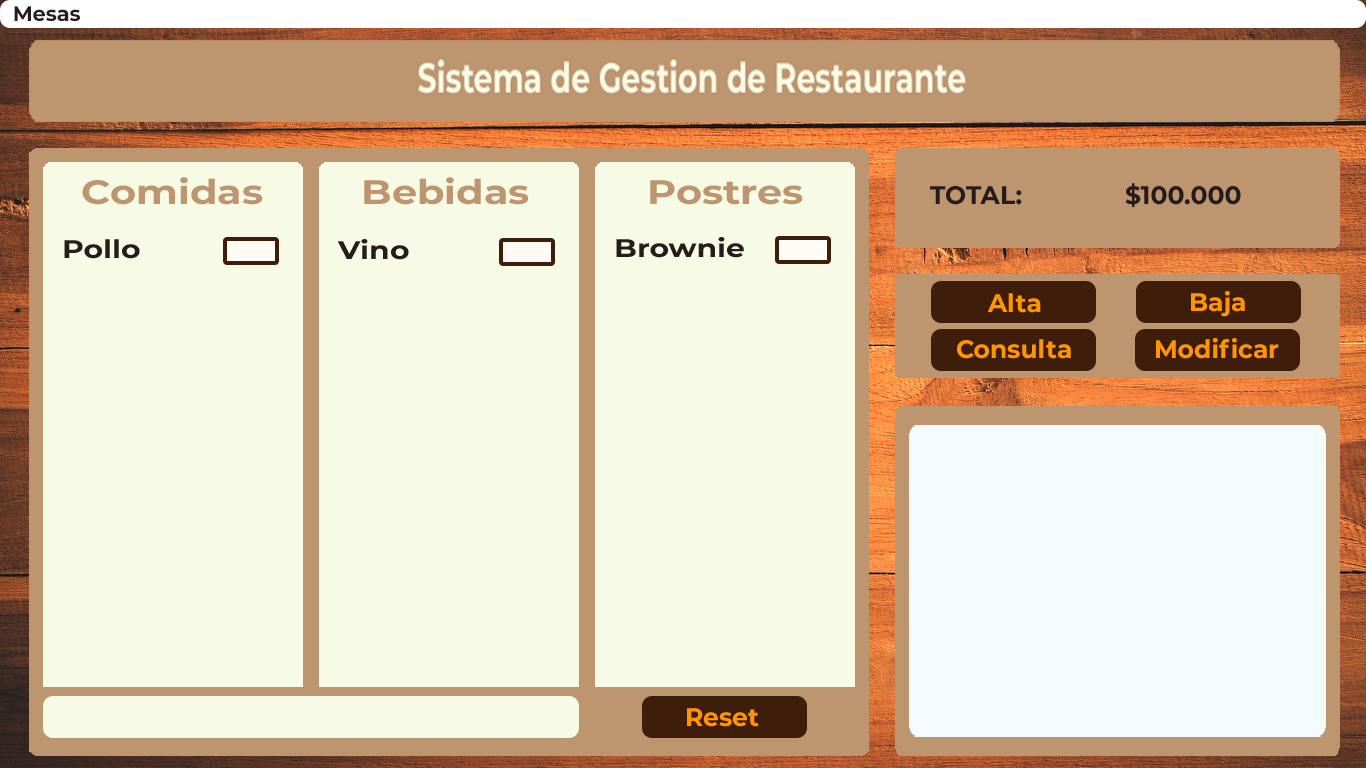 Mesas
Sistema de Gestion de Restaurante
Comidas
Pollo
Bebidas
Vino
Postres
Brownie
Reset
TOTAL: $100.000
Alta
Baja
Consulta
Modificar